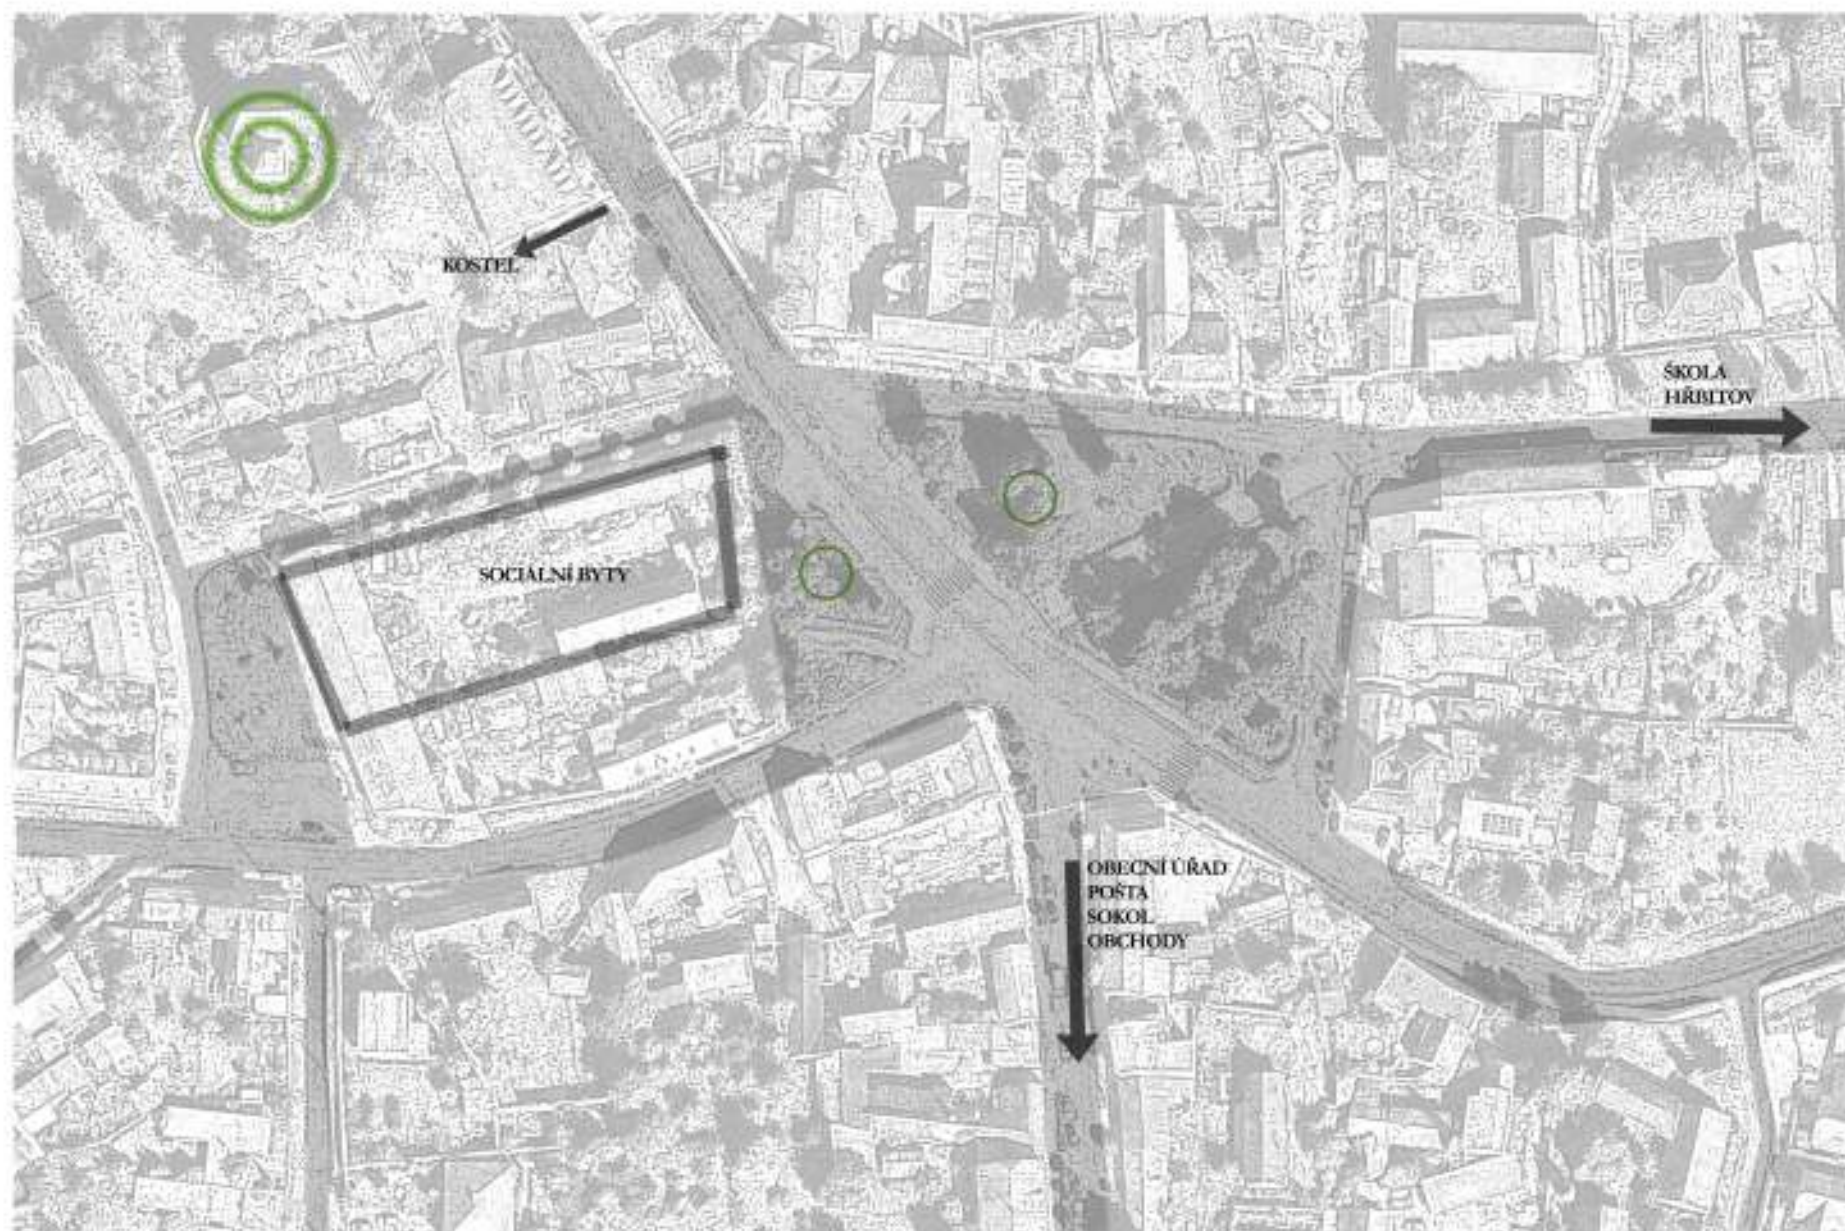 KOSTEL
ŠKOLA
HŘBITOV
SOCIÁLNÍ BYTY
OBECNÍ ÚŘAD
POŠTA
SOKOL
OBCHODY